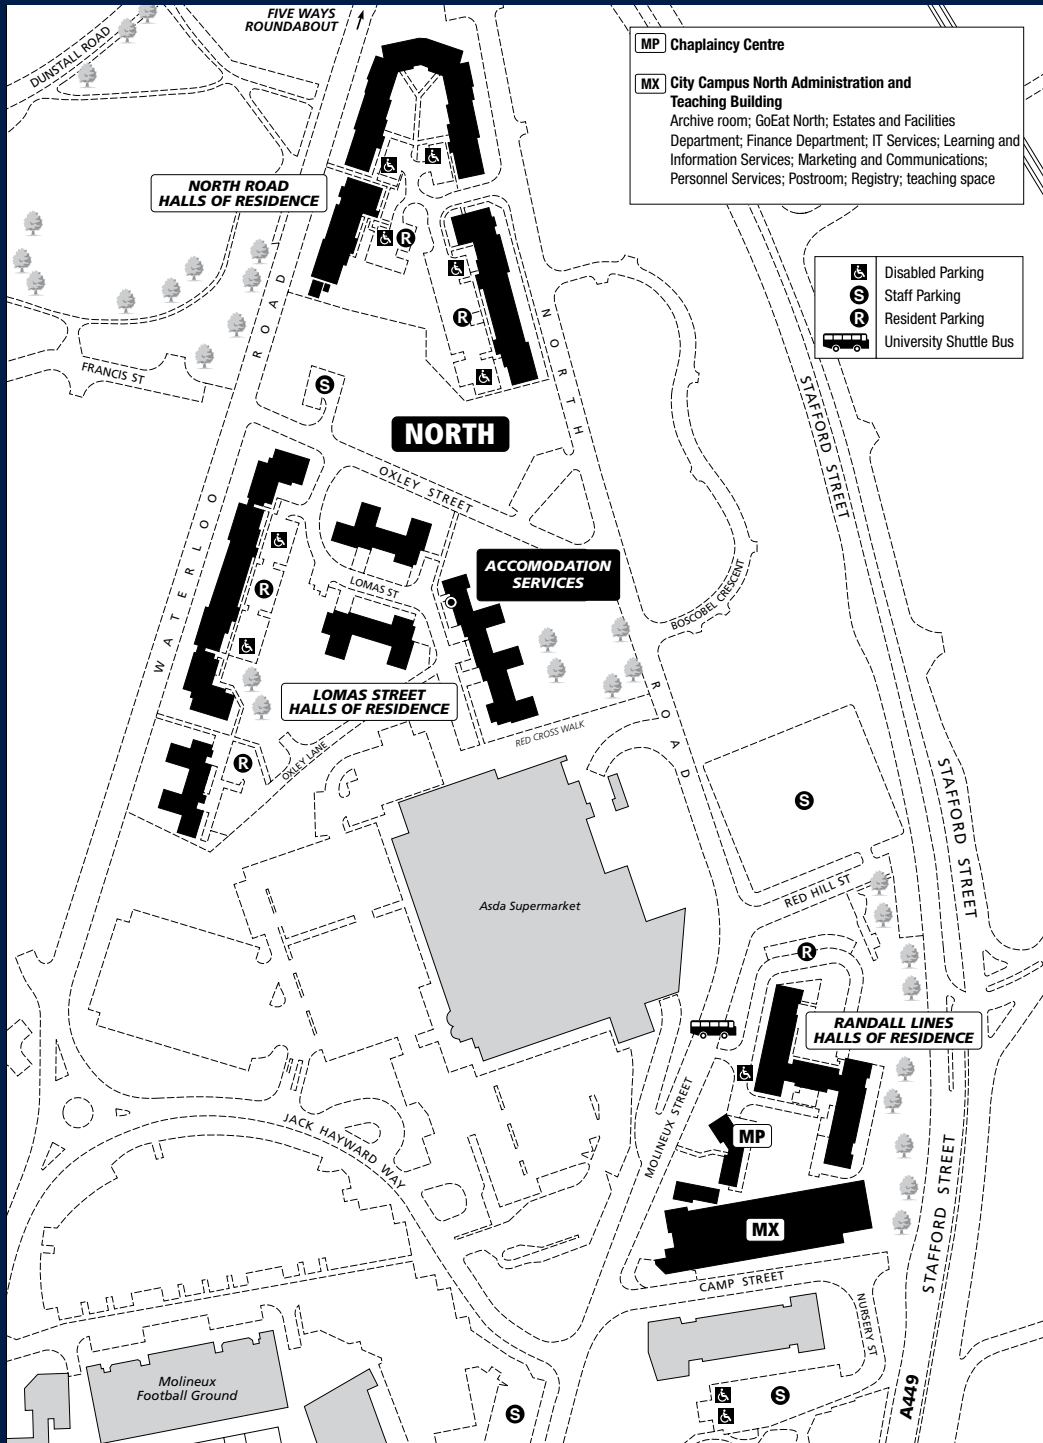 FIVE WAYS
ROUNDABOUT
DUNSTALL ROAD
MP Chaplaincy Centre
MX City Campus North Administration and
Teaching Building
Archive room; GoEat North; Estates and Facilities
Department; Finance Department; IT Services; Learning and
Information Services; Marketing and Communications;
Personnel Services; Postroom; Registry; teaching space
NORTH ROAD
HALLS OF RESIDENCE
R
Disabled Parking
S Staff Parking
R Resident Parking
University Shuttle Bus
R
FRANCIS ST
S
NORTH
WATERLOO ROAD
NORTH ROAD
STAFFORD STREET
OXLEY STREET
ACCOMODATION
SERVICES
LOMAS ST
R
BOSCOBEL CRESCENT
LOMAS STREET
HALLS OF RESIDENCE
RED CROSS WALK
OXLEY LANE
R
S
STAFFORD STREET
RED HILL ST
Asda Supermarket
R
RANDALL LINES
HALLS OF RESIDENCE
MOLINEUX STREET
JACK HAYWARD WAY
MP
MX
STAFFORD STREET
CAMP STREET
NURSERY ST
Molineux
Football Ground
S
S
A449